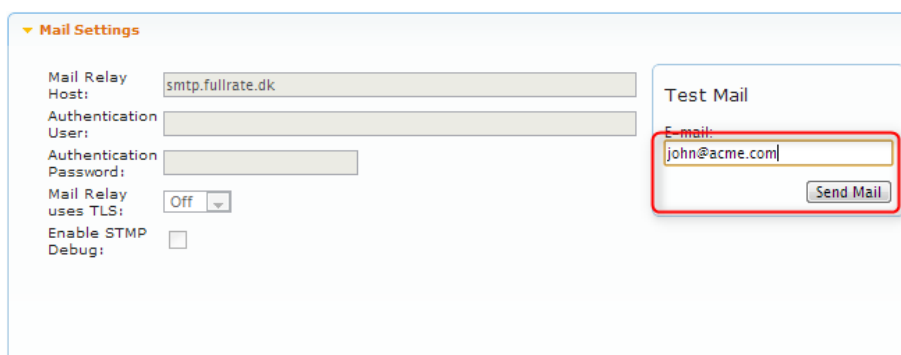 Mail Settings
Mail Relay
Host:
smtp.fullrate.dk
Authentication
User:
Authentication
Password:
Mail Relay
uses TLS:
Off
Enable STMP
Debug:
Test Mail
E-mail:
john@acme.com
Send Mail